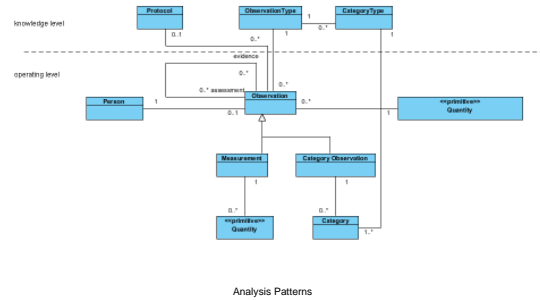 Protocol
ObservationType
CategoryType
knowledge level
0..1
0..*
1
1
0..*
1
evidence
0..*
0..*
operating level
0..* assessment
Observation
Person
1
0..1
0..*
1
<<primitive>>
Quantity
Measurement
Category Observation
1
1
0..*
0..*
<<primitive>>
Quantity
Category
1..*
Analysis Patterns